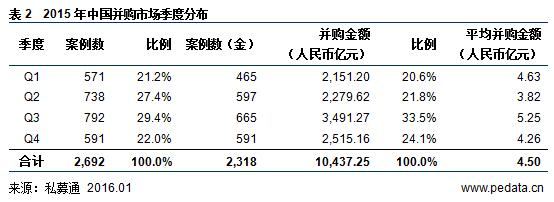 表 2 2015 年中国并购市场季度分布
季度 案例数 比例 案例数（金） 并购金额（人民币亿元） 比例 平均并购金额（人民币亿元）
Q1 571 21.2% 465 2,151.20 20.6% 4.63
Q2 738 27.4% 597 2,279.62 21.8% 3.82
Q3 792 29.4% 665 3,491.27 33.5% 5.25
Q4 591 22.0% 591 2,515.16 24.1% 4.26
合计 2,692 100.0% 2,318 10,437.25 100.0% 4.50
来源：私募通 2016.01 www.pedata.cn